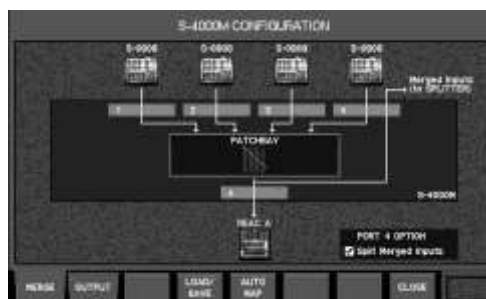 S-4000M CONFIGURATION
S-0808 S-0808 S-0808 S-0808
Merged Inputs
(to SPLITTER)
1 2 3 4
PATCHBAY
S-4000M
REAC A
PORT 4 OPTION
Split Merged Inputs
MERGE OUTPUT LOAD/SAVE AUTO MAP CLOSE